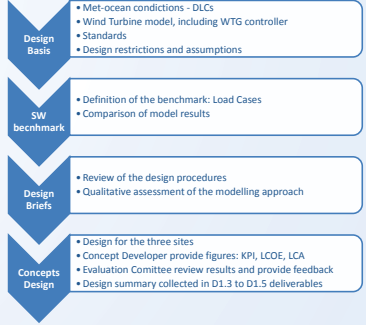 Design
Basis
• Met-ocean condictions - DLCs
• Wind Turbine model, including WTG controller
• Standards
• Design restrictions and assumptions
SW
becnhmark
• Definition of the benchmark: Load Cases
• Comparison of model results
Design
Briefs
• Review of the design procedures
• Qualitative assessment of the modelling approach
Concepts
Design
• Design for the three sites
• Concept Developer provide figures: KPI, LCOE, LCA
• Evaluation Comittee review results and provide feedback
• Design summary collected in D1.3 to D1.5 deliverables